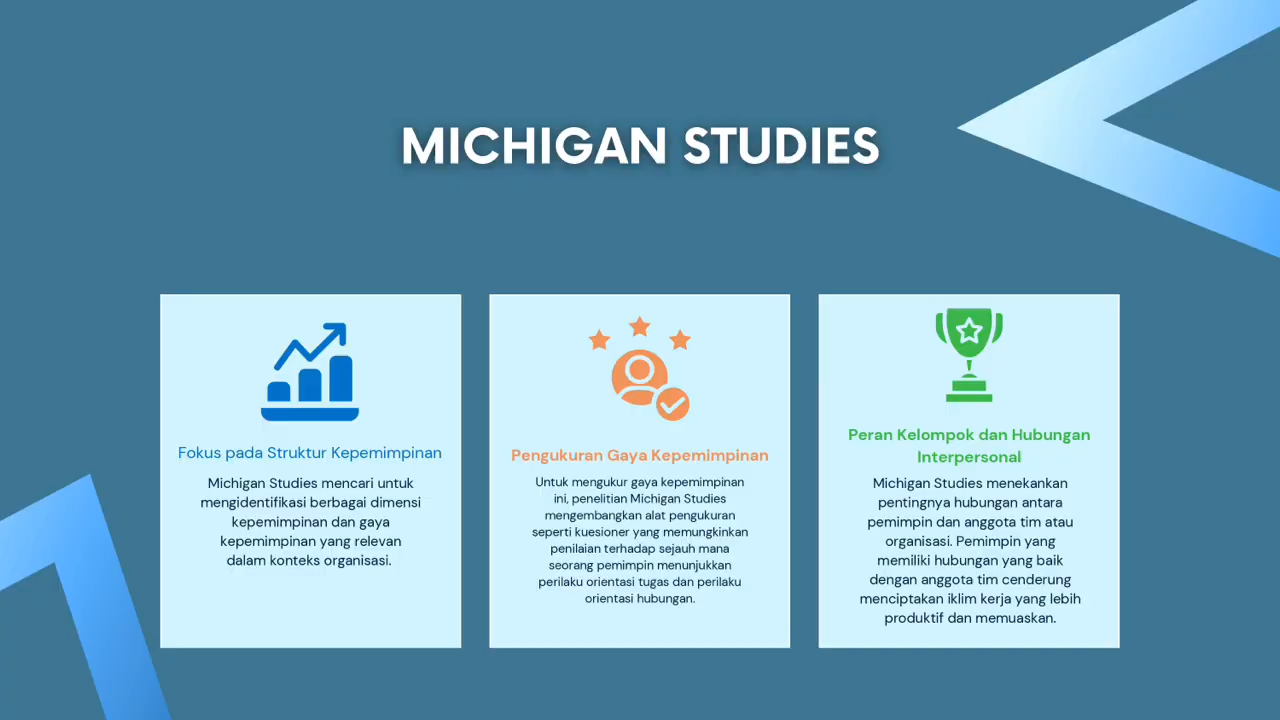 MICHIGAN STUDIES
Fokus pada Struktur Kepemimpinan
Michigan Studies mencari untuk
mengidentifikasi berbagai dimensi
kepemimpinan dan gaya
kepemimpinan yang relevan
dalam konteks organisasi.
Pengukuran Gaya Kepemimpinan
Untuk mengukur gaya kepemimpinan
ini, penelitian Michigan Studies
mengembangkan alat pengukuran
seperti kuesioner yang memungkinkan
penilaian terhadap sejauh mana
seorang pemimpin menunjukkan
perilaku orientasi tugas dan perilaku
orientasi hubungan.
Peran Kelompok dan Hubungan
Interpersonal
Michigan Studies menekankan
pentingnya hubungan antara
pemimpin dan anggota tim atau
organisasi. Pemimpin yang
memiliki hubungan yang baik
dengan anggota tim cenderung
menciptakan iklim kerja yang lebih
produktif dan memuaskan.